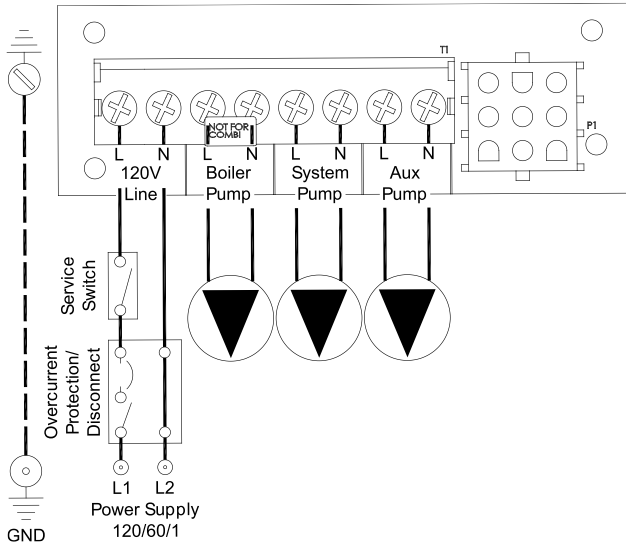 T1
P1
NOT FOR
COMBI
L N L N L N L N
120V
Line
Boiler
Pump
System
Pump
Aux
Pump
Service
Switch
Overcurrent
Protection/
Disconnect
L1 L2
Power Supply
120/60/1
GND